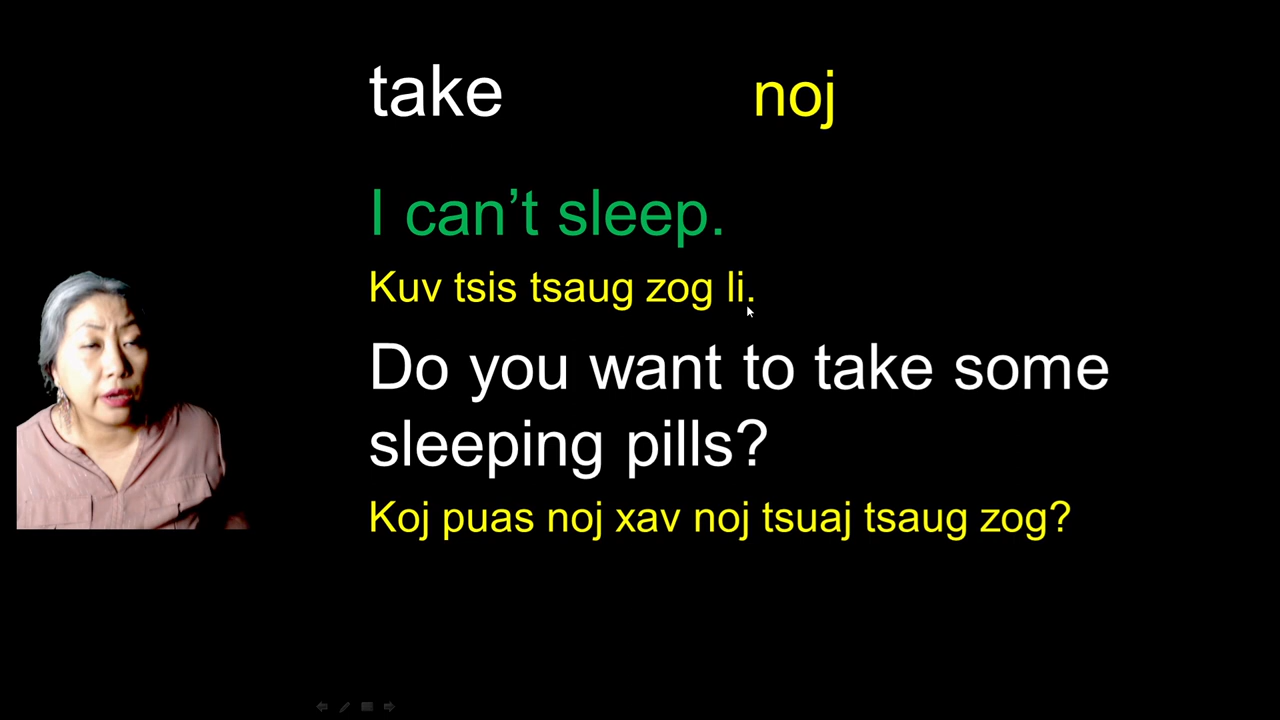 take noj
I can’t sleep.
Kuv tsis tsaug zog li.
Do you want to take some
sleeping pills?
Koj puas noj xav noj tsuaj tsaug zog?